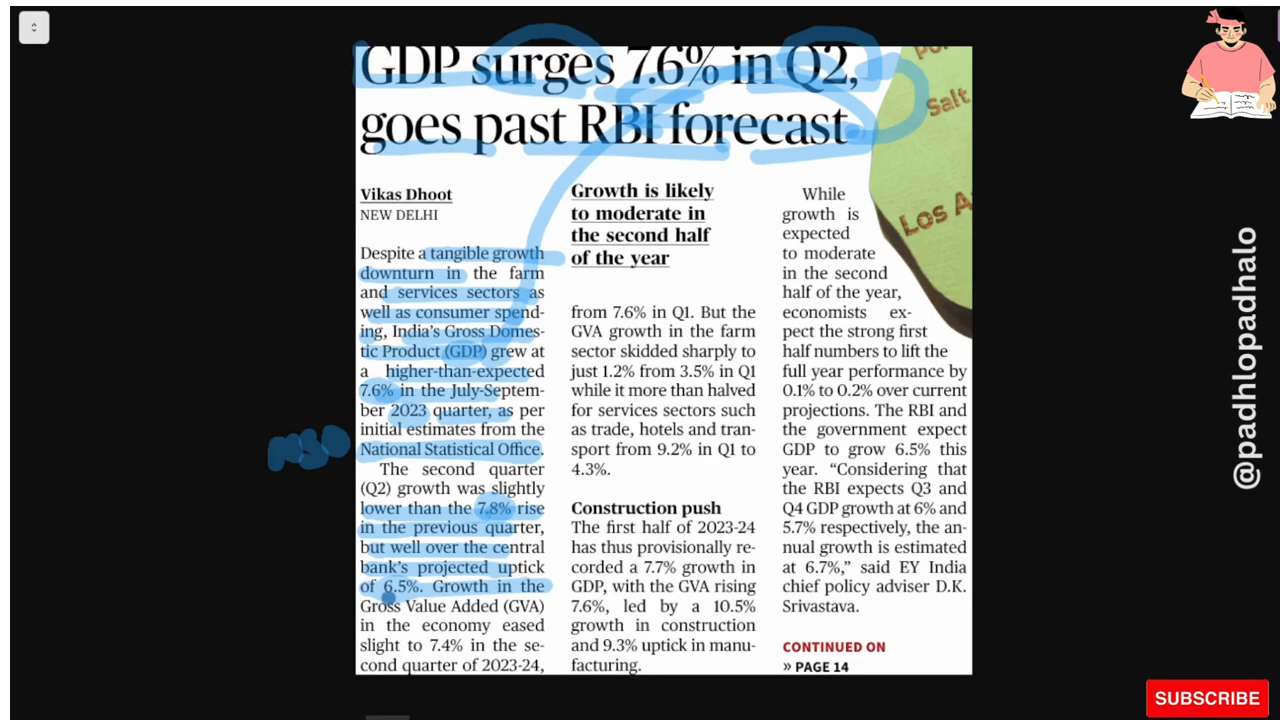 GDP surges 7.6% in Q2,
goes past RBI forecast
Vikas Dhoot
NEW DELHI
Despite a tangible growth
downturn in the farm
and services sectors as
well as consumer spend-
ing, India's Gross Domes-
tic Product (GDP) grew at
a higher-than-expected
7.6% in the July-Septem-
ber 2023 quarter, as per
initial estimates from the
National Statistical Office.
The second quarter
(Q2) growth was slightly
lower than the 7.8% rise
in the previous quarter,
but well over the central
bank's projected uptick
of 6.5%. Growth in the
Gross Value Added (GVA)
in the economy eased
slight to 7.4% in the se-
cond quarter of 2023-24,
Growth is likely
to moderate in
the second half
of the year
from 7.6% in Q1. But the
GVA growth in the farm
sector skidded sharply to
just 1.2% from 3.5% in Q1
while it more than halved
for services sectors such
as trade, hotels and tran-
sport from 9.2% in Q1 to
4.3%.
Construction push
The first half of 2023-24
has thus provisionally re-
corded a 7.7% growth in
GDP, with the GVA rising
7.6%, led by a 10.5%
growth in construction
and 9.3% uptick in manu-
facturing.
While
growth is
expected
to moderate
in the second
half of the year,
economists ex-
pect the strong first
half numbers to lift the
full year performance by
0.1% to 0.2% over current
projections. The RBI and
the government expect
GDP to grow 6.5% this
year. “Considering that
the RBI expects Q3 and
Q4 GDP growth at 6% and
5.7% respectively, the an-
nual growth is estimated
at 6.7%,” said EY India
chief policy adviser D.K.
Srivastava.
CONTINUED ON
» PAGE 14
Salt
Los A
@padhlopadhalo
SUBSCRIBE